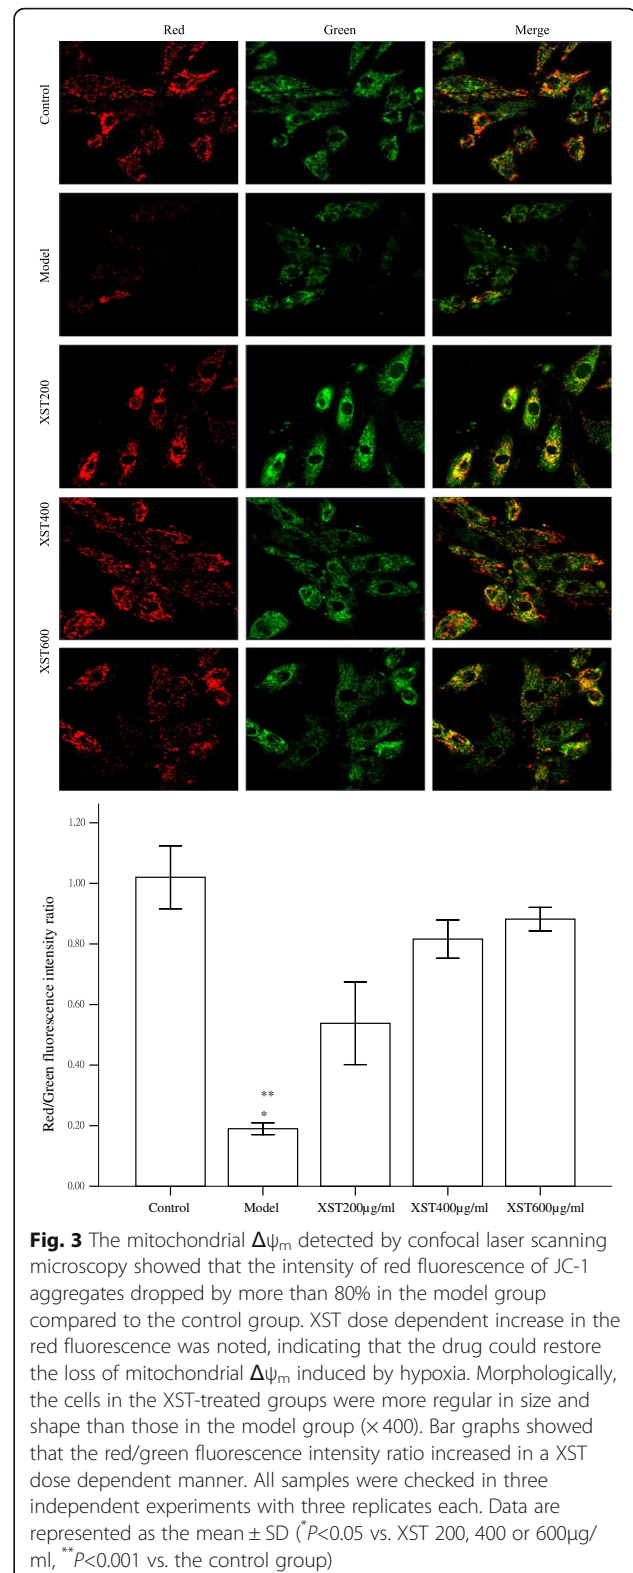 Red Green Merge
Control
Model
XST200
XST400
XST600
Red/Green fluorescence intensity ratio
1.20
1.00
0.80
0.60
0.40
0.20
0.00
**
*
Control Model XST200μg/ml XST400μg/ml XST600μg/ml
Fig. 3 The mitochondrial Δψm detected by confocal laser scanning
microscopy showed that the intensity of red fluorescence of JC-1
aggregates dropped by more than 80% in the model group
compared to the control group. XST dose dependent increase in the
red fluorescence was noted, indicating that the drug could restore
the loss of mitochondrial Δψm induced by hypoxia. Morphologically,
the cells in the XST-treated groups were more regular in size and
shape than those in the model group (× 400). Bar graphs showed
that the red/green fluorescence intensity ratio increased in a XST
dose dependent manner. All samples were checked in three
independent experiments with three replicates each. Data are
represented as the mean ± SD (*P<0.05 vs. XST 200, 400 or 600μg/
ml, **P<0.001 vs. the control group)